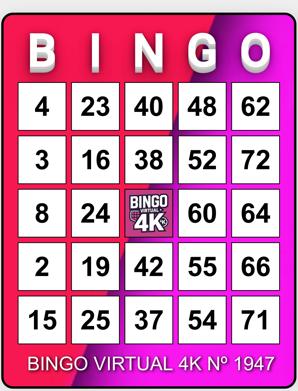 B I N G O
4 23 40 48 62
3 16 38 52 72
8 24 BINGO VIRTUAL 4K 60 64
2 19 42 55 66
15 25 37 54 71
BINGO VIRTUAL 4K Nº 1947